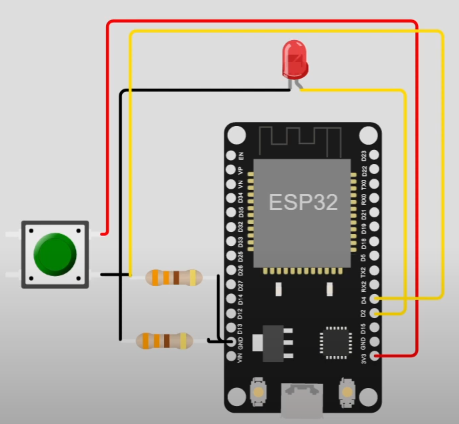 ESP32
EN
VP
VN
D34
D35
D32
D33
D25
D26
D27
D14
D12
D13
GND
VIN
D23
D22
TX0
RX0
D21
D19
D18
D5
TX2
RX2
D4
D2
D15
GND
3V3